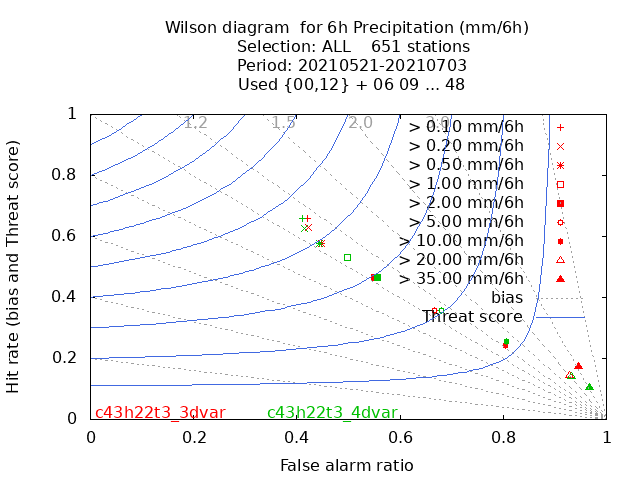 Wilson diagram  for 6h Precipitation (mm/6h)
Selection: ALL    651 stations
Period: 20210521-20210703
Used {00,12} + 06 09 ... 48
Hit rate (bias and Threat score)
1
0.8
0.6
0.4
0.2
0
1.2
1.5
2.0
3.0
> 0.10 mm/6h
> 0.20 mm/6h
> 0.50 mm/6h
> 1.00 mm/6h
> 2.00 mm/6h
> 5.00 mm/6h
> 10.00 mm/6h
> 20.00 mm/6h
> 35.00 mm/6h
bias
Threat score
c43h22t3_3dvar c43h22t3_4dvar
0 0.2 0.4 0.6 0.8 1
False alarm ratio